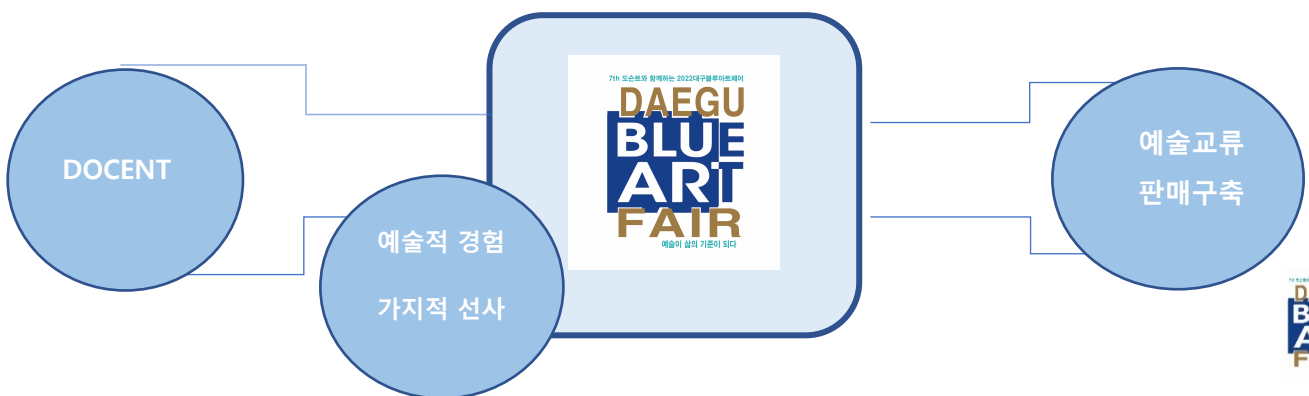 DOCENT
예술적 경험
가지적 선사
7th 도슨트와 함께하는 2022대구블루아트페어
DAEGU
BLUE
ART
FAIR
예술이 삶의 기준이 되다
예술교류
판매구축